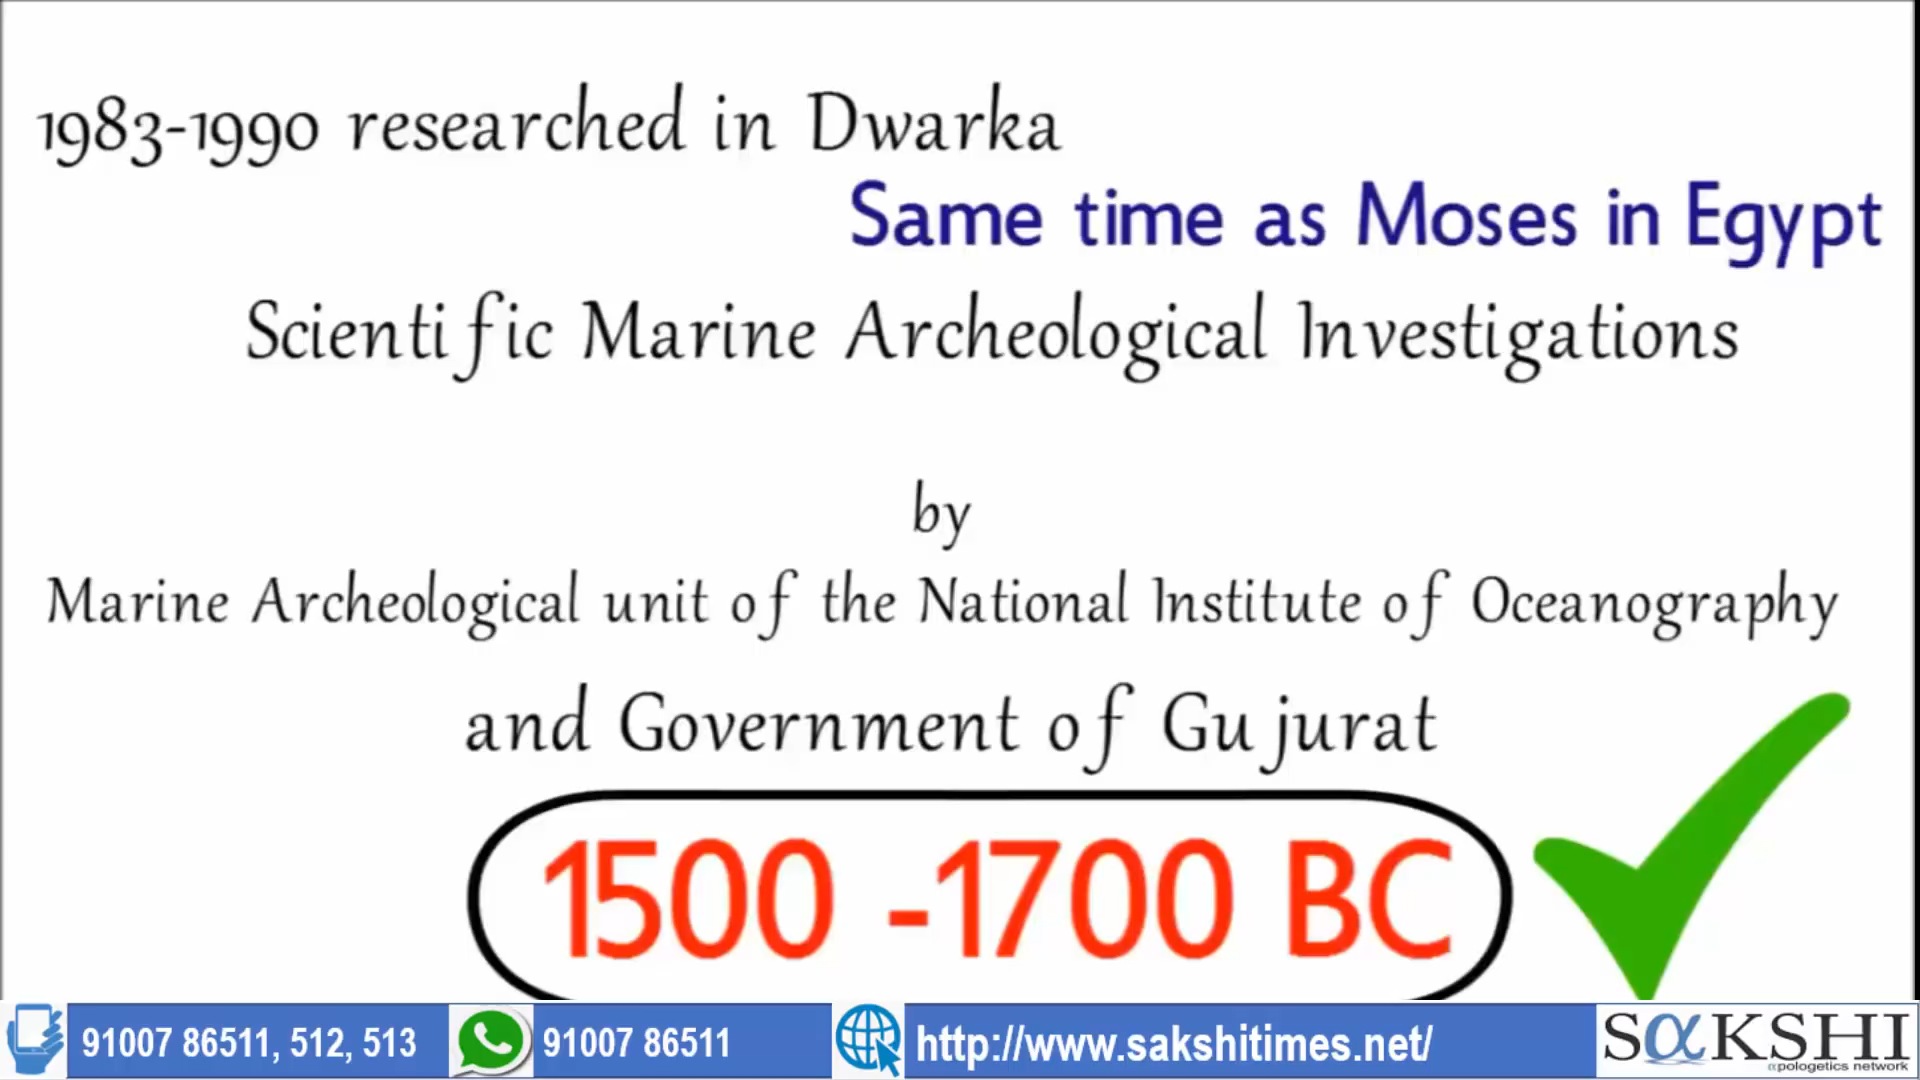 1983-1990 researched in Dwarka
Same time as Moses in Egypt
Scientific Marine Archeological Investigations
by
Marine Archeological unit of the National Institute of Oceanography
and Government of Gujurat
1500 -1700 BC
91007 86511, 512, 513
91007 86511
http://www.sakshitimes.net/
SαKSHI
αpologetics network